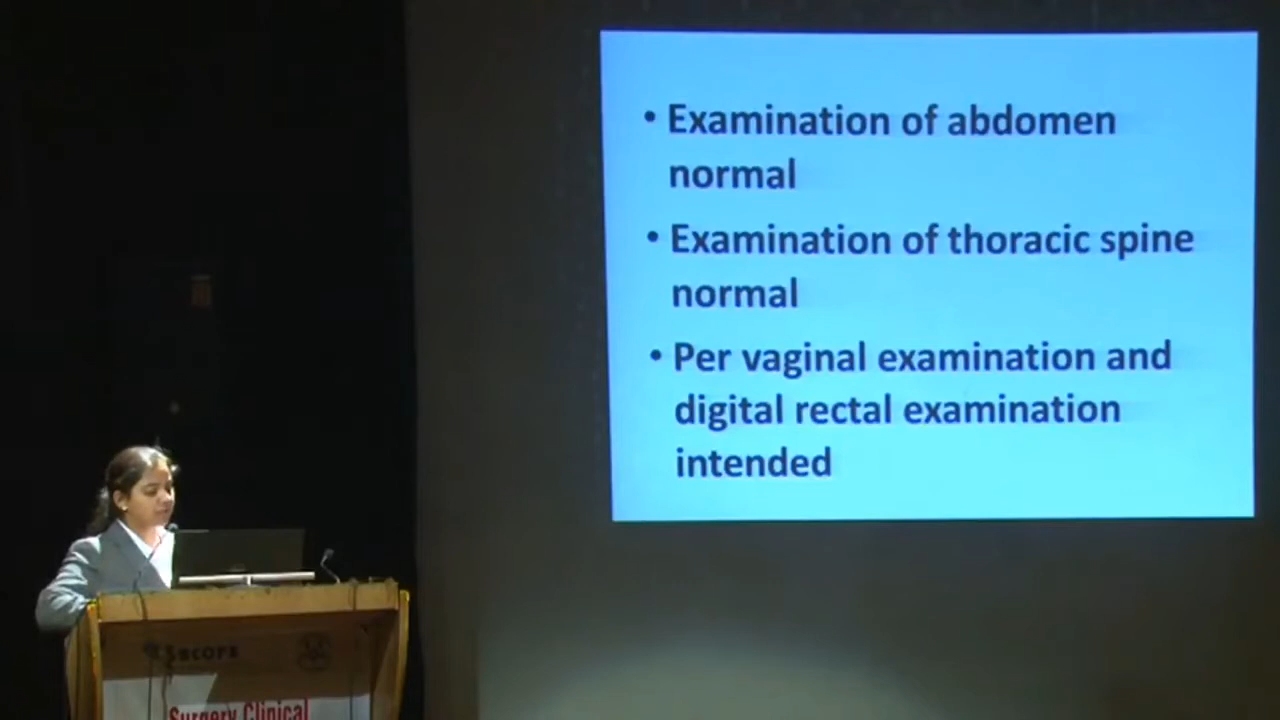 • Examination of abdomen
normal
• Examination of thoracic spine
normal
• Per vaginal examination and
digital rectal examination
intended
Surgery Clinical